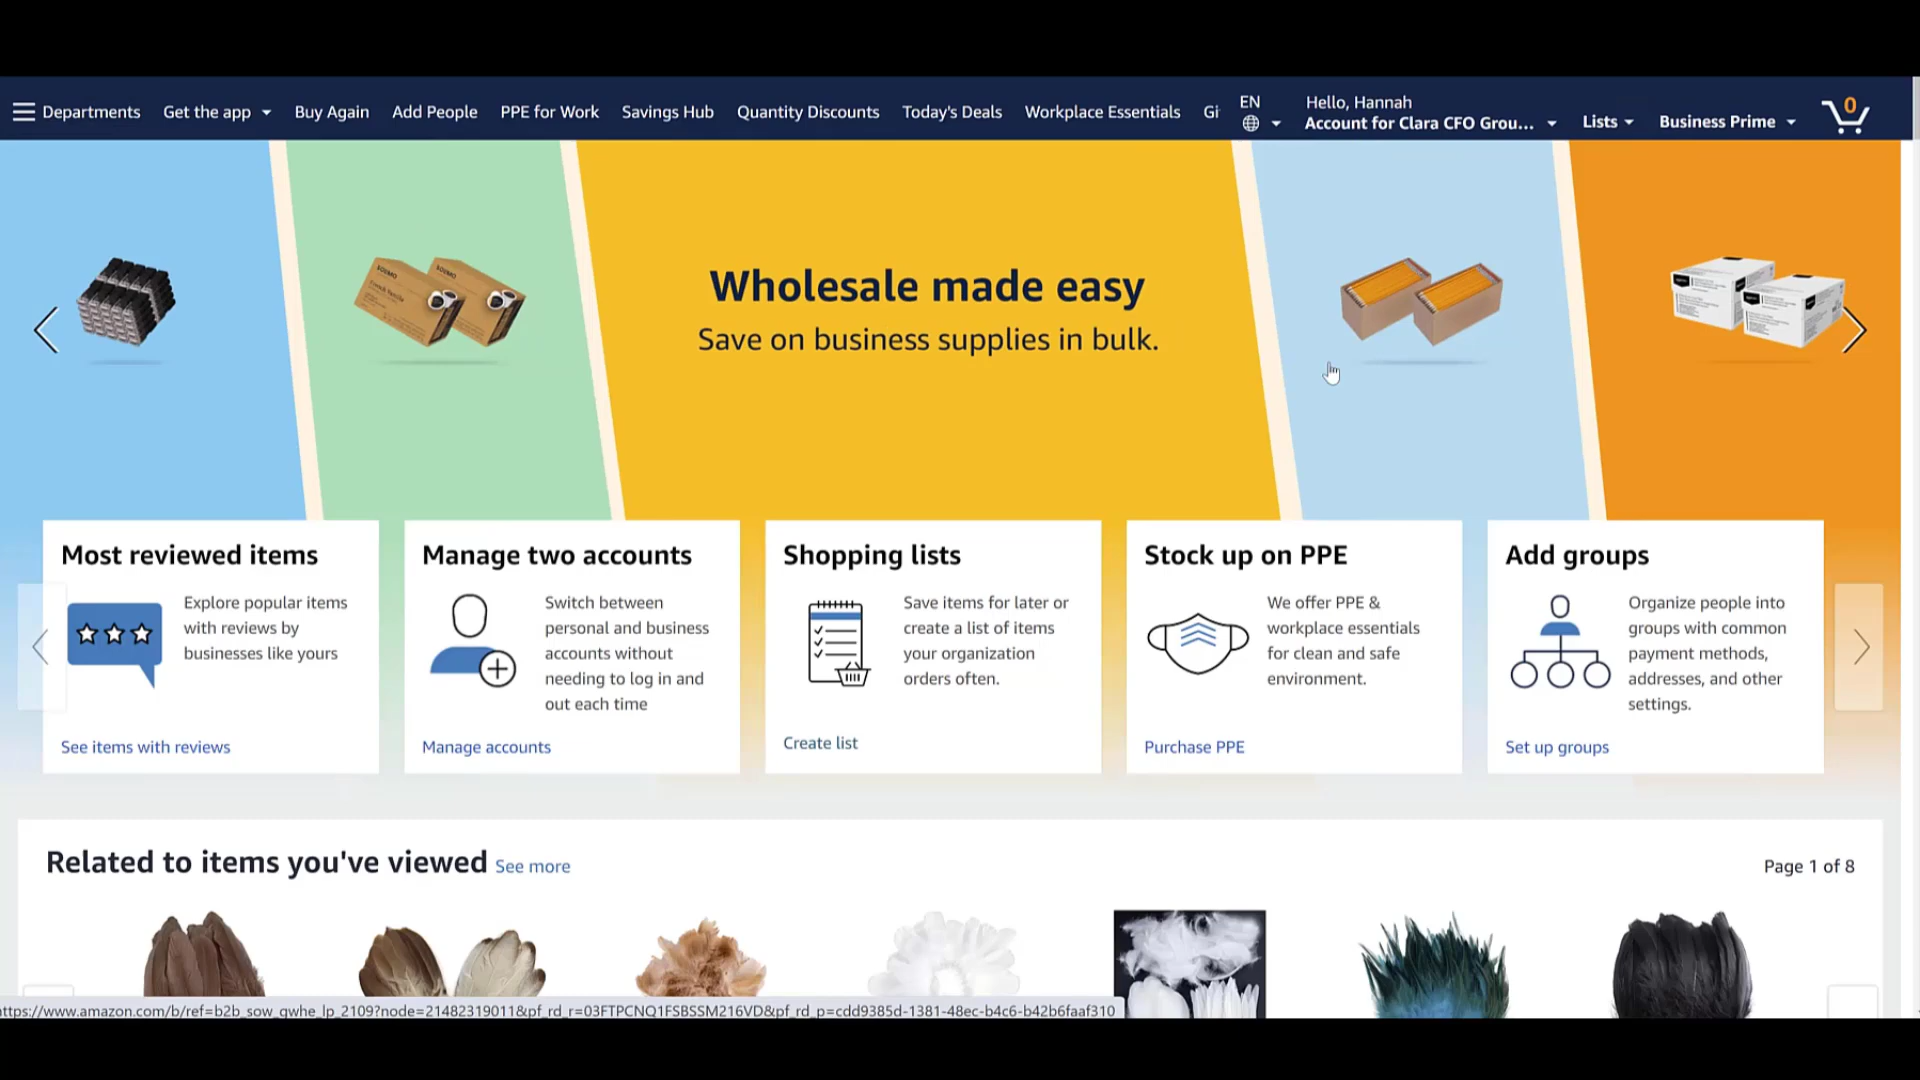 Departments Get the app Buy Again Add People PPE for Work Savings Hub Quantity Discounts Today's Deals Workplace Essentials Gi EN Hello, Hannah
Account for Clara CFO Grou... Lists Business Prime 0
Wholesale made easy
Save on business supplies in bulk.
Most reviewed items
Explore popular items
with reviews by
businesses like yours
See items with reviews
Manage two accounts
Switch between
personal and business
accounts without
needing to log in and
out each time
Manage accounts
Shopping lists
Save items for later or
create a list of items
your organization
orders often.
Create list
Stock up on PPE
We offer PPE &
workplace essentials
for clean and safe
environment.
Purchase PPE
Add groups
Organize people into
groups with common
payment methods,
addresses, and other
settings.
Set up groups
Related to items you've viewed See more Page 1 of 8
https://www.amazon.com/b/ref=b2b_sow_gwhe_lp_2109?node=21482319011&pf_rd_r=03FTPCNQ1FSBSSM216VD&pf_rd_p=cdd9385d-1381-48ec-b4c6-b42b6faaf310